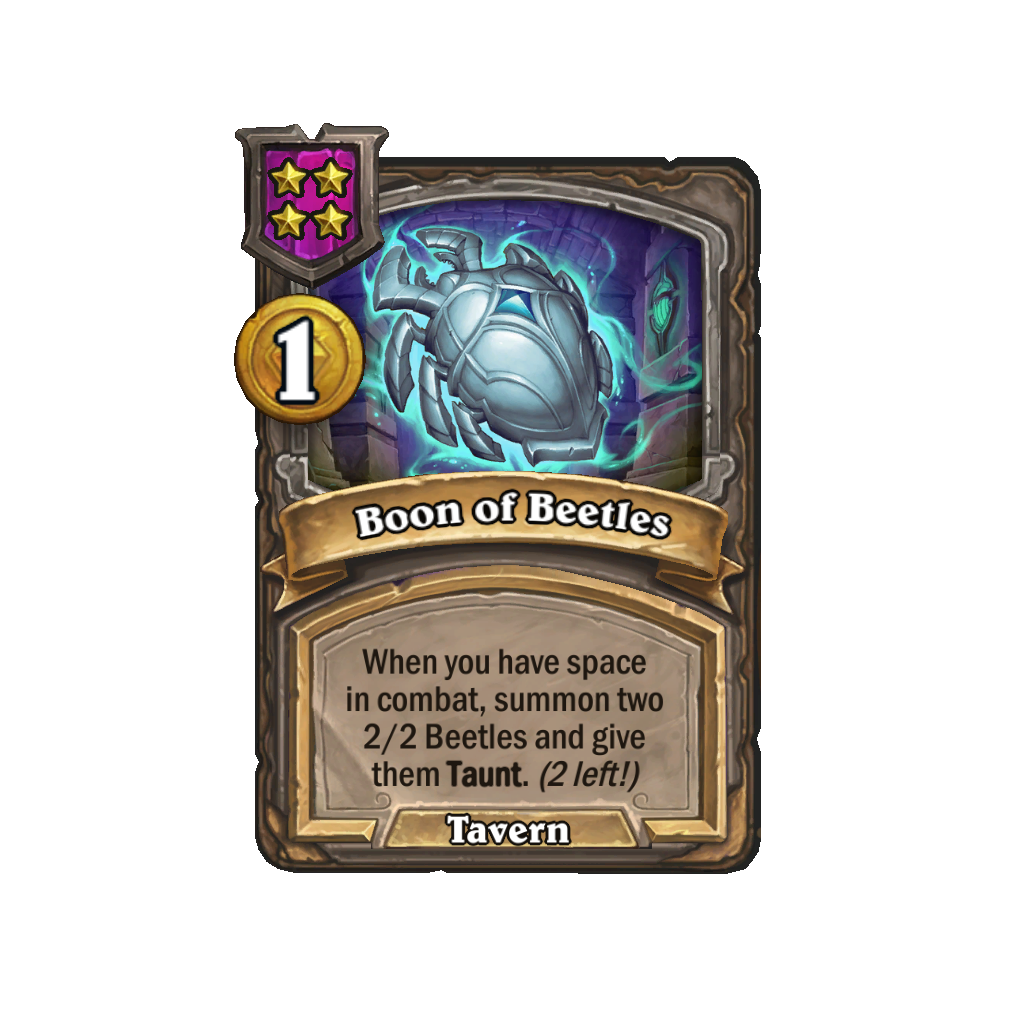 1
Boon of Beetles
When you have space
in combat, summon two
2/2 Beetles and give
them Taunt. (2 left!)
Tavern